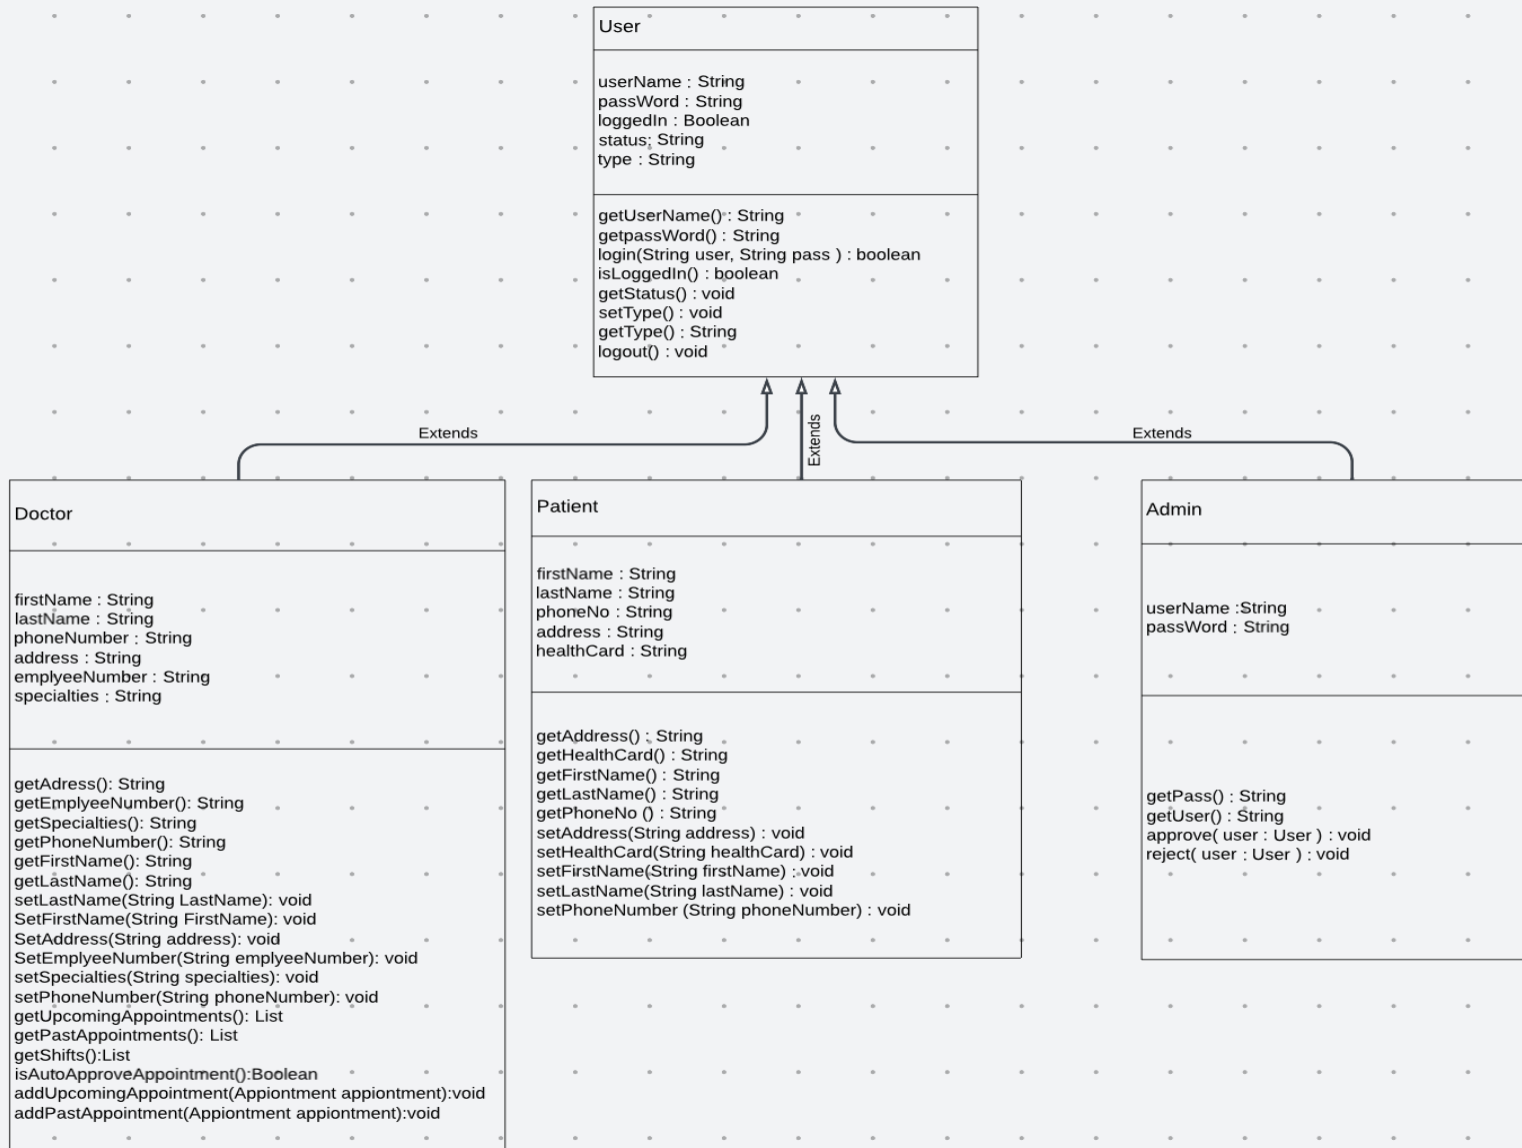 User
userName : String
passWord : String
loggedIn : Boolean
status: String
type : String
getUserName() : String
getpassWord() : String
login(String user, String pass ) : boolean
isLoggedIn() : boolean
getStatus() : void
setType() : void
getType() : String
logout() : void
Extends
Extends
Extends
Doctor
firstName : String
lastName : String
phoneNumber : String
address : String
emplyeeNumber : String
specialties : String
getAdress(): String
getEmplyeeNumber(): String
getSpecialties(): String
getPhoneNumber(): String
getFirstName(): String
getLastName(): String
setLastName(String LastName): void
SetFirstName(String FirstName): void
SetAddress(String address): void
SetEmplyeeNumber(String emplyeeNumber): void
setSpecialties(String specialties): void
setPhoneNumber(String phoneNumber): void
getUpcomingAppointments(): List
getPastAppointments(): List
getShifts():List
isAutoApproveAppointment():Boolean
addUpcomingAppointment(Appiontment appiontment):void
addPastAppointment(Appiontment appiontment):void
Patient
firstName : String
lastName : String
phoneNo : String
address : String
healthCard : String
getAddress() : String
getHealthCard() : String
getFirstName() : String
getLastName() : String
getPhoneNo () : String
setAddress(String address) : void
setHealthCard(String healthCard) : void
setFirstName(String firstName) : void
setLastName(String lastName) : void
setPhoneNumber (String phoneNumber) : void
Admin
userName :String
passWord : String
getPass() : String
getUser() : String
approve( user : User ) : void
reject( user : User ) : void